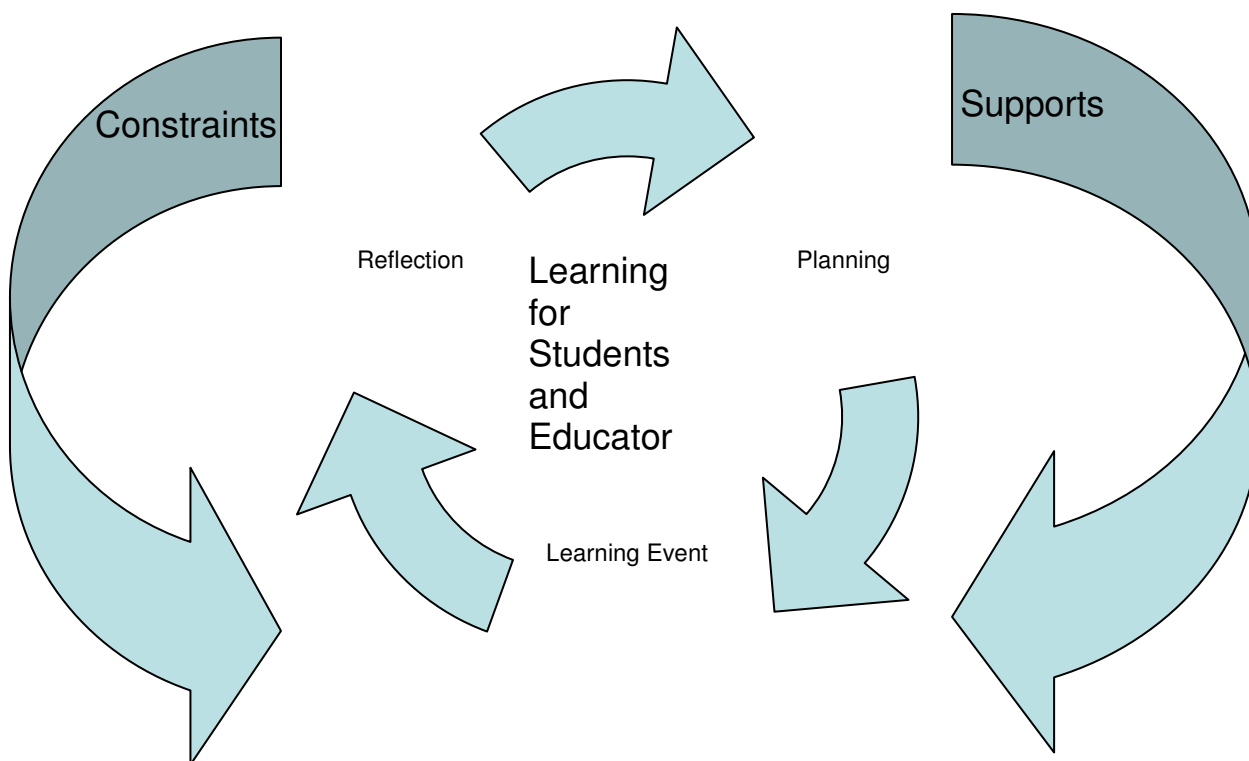 Constraints
Supports
Reflection
Learning
for
Students
and
Educator
Planning
Learning Event